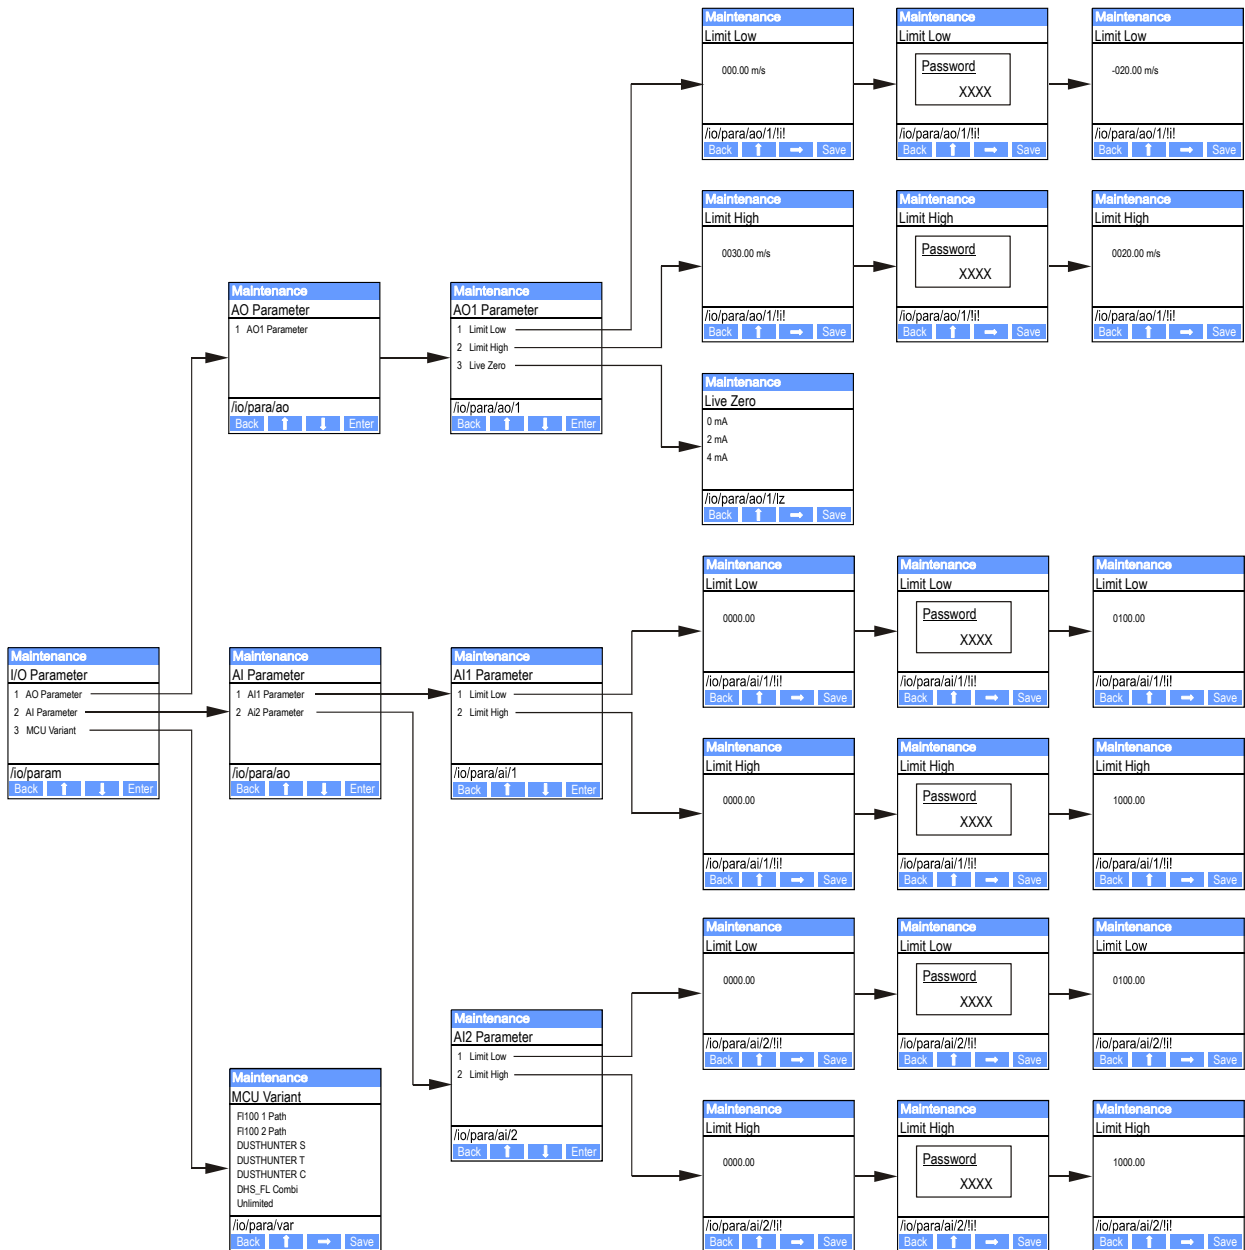 Maintenance
Limit Low
000.00 m/s
/io/para/ao/1/!i!
Back Save
Maintenance
Limit Low
Password
XXXX
/io/para/ao/1/!i!
Back Save
Maintenance
Limit Low
-020.00 m/s
/io/para/ao/1/!i!
Back Save
Maintenance
Limit High
0030.00 m/s
/io/para/ao/1/!i!
Back Save
Maintenance
Limit High
Password
XXXX
/io/para/ao/1/!i!
Back Save
Maintenance
Limit High
0020.00 m/s
/io/para/ao/1/!i!
Back Save
Maintenance
AO Parameter
1 AO1 Parameter
/io/para/ao
Back Enter
Maintenance
AO1 Parameter
1 Limit Low
2 Limit High
3 Live Zero
/io/para/ao/1
Back Enter
Maintenance
Live Zero
0 mA
2 mA
4 mA
/io/para/ao/1/lz
Back Save
Maintenance
Limit Low
0000.00
/io/para/ai/1/!i!
Back Save
Maintenance
Limit Low
Password
XXXX
/io/para/ai/1/!i!
Back Save
Maintenance
Limit Low
0100.00
/io/para/ai/1/!i!
Back Save
Maintenance
I/O Parameter
1 AO Parameter
2 AI Parameter
3 MCU Variant
/io/param
Back Enter
Maintenance
AI Parameter
1 AI1 Parameter
2 Ai2 Parameter
/io/para/ao
Back Enter
Maintenance
AI1 Parameter
1 Limit Low
2 Limit High
/io/para/ai/1
Back Enter
Maintenance
Limit High
0000.00
/io/para/ai/1/!i!
Back Save
Maintenance
Limit High
Password
XXXX
/io/para/ai/1/!i!
Back Save
Maintenance
Limit High
1000.00
/io/para/ai/1/!i!
Back Save
Maintenance
Limit Low
0000.00
/io/para/ai/2/!i!
Back Save
Maintenance
Limit Low
Password
XXXX
/io/para/ai/2/!i!
Back Save
Maintenance
Limit Low
0100.00
/io/para/ai/2/!i!
Back Save
Maintenance
AI2 Parameter
1 Limit Low
2 Limit High
/io/para/ai/2
Back Enter
Maintenance
MCU Variant
Fl100 1 Path
Fl100 2 Path
DUSTHUNTER S
DUSTHUNTER T
DUSTHUNTER C
DHS_FL Combi
Unlimited
/io/para/var
Back Save
Maintenance
Limit High
0000.00
/io/para/ai/2/!i!
Back Save
Maintenance
Limit High
Password
XXXX
/io/para/ai/2/!i!
Back Save
Maintenance
Limit High
1000.00
/io/para/ai/2/!i!
Back Save